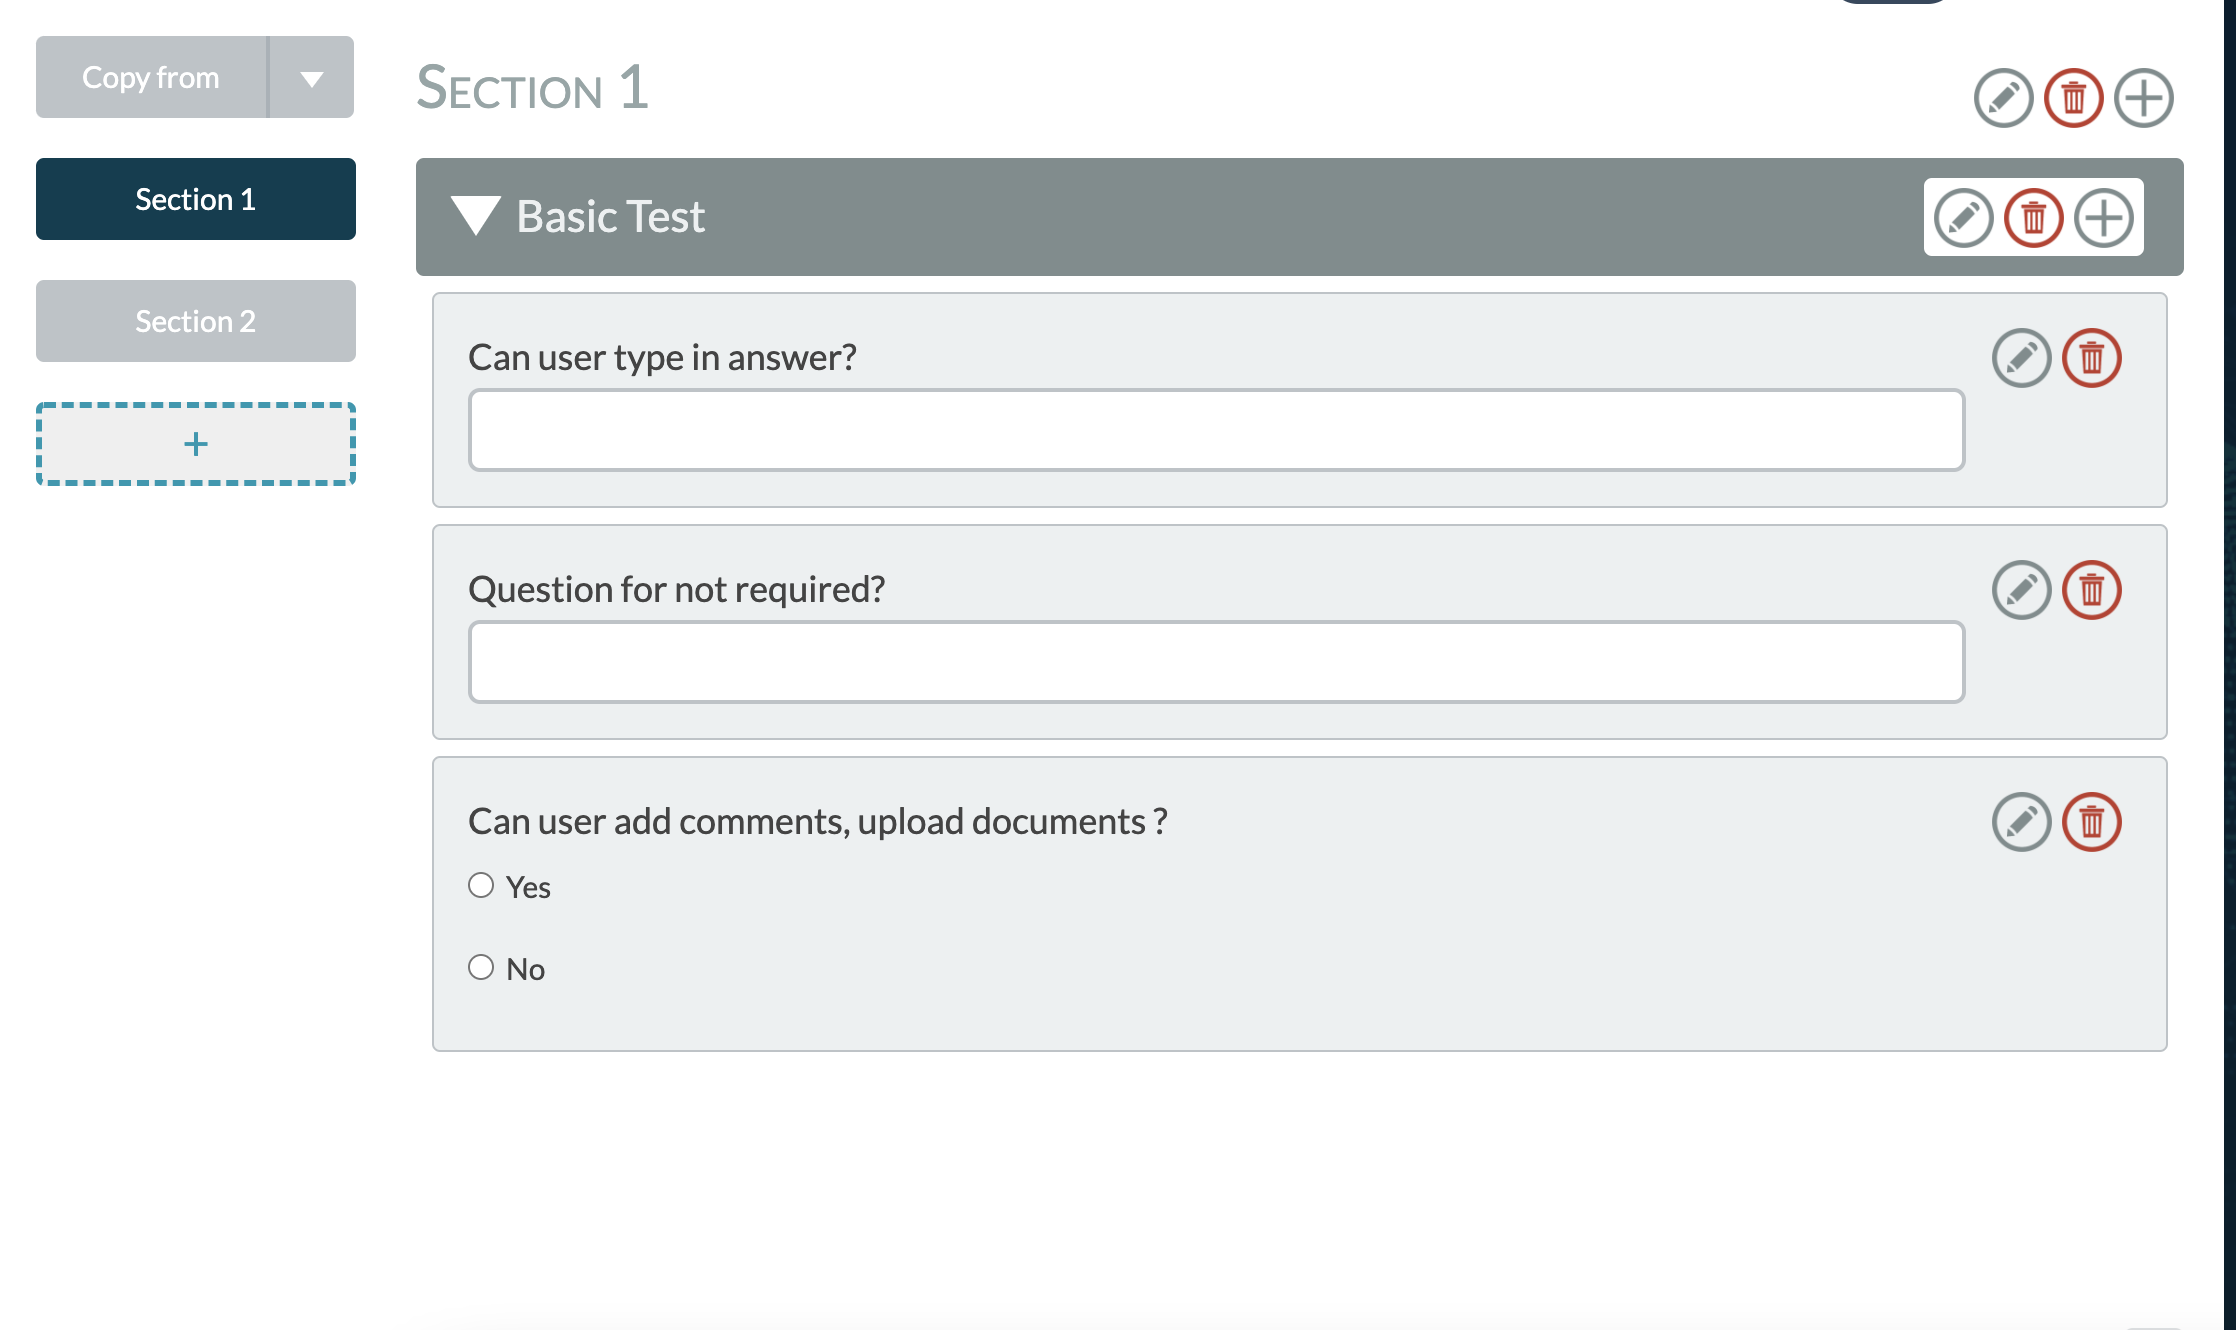 Copy from
Section 1
Section 2
+
Section 1
Basic Test
Can user type in answer?
Question for not required?
Can user add comments, upload documents ?
Yes
No